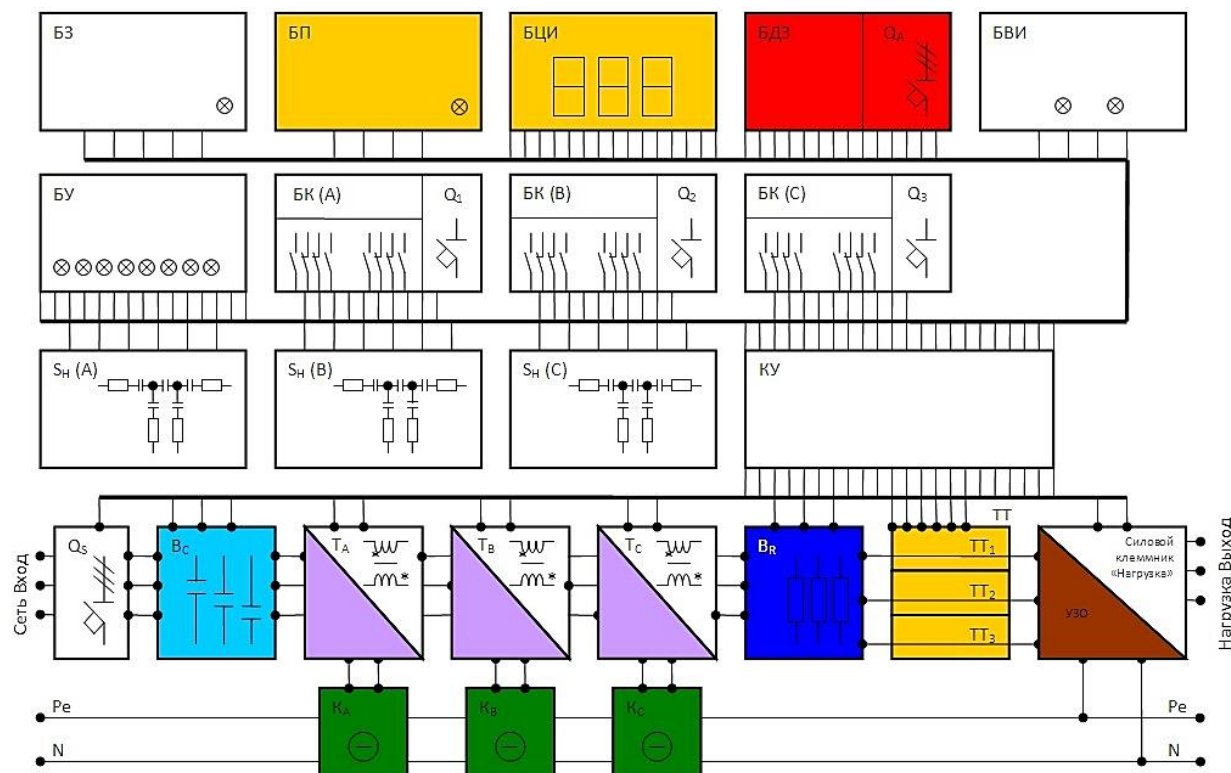 БЗ
БП
БЦИ
БДЗ
QА
БВИ
БУ
БК (А)
Q1
БК (В)
Q2
БК (С)
Q3
SН (А)
SН (В)
SН (С)
КУ
ТТ
Сеть Вход
QS
BC
TA
TB
TC
BR
ТТ1
ТТ2
ТТ3
Силовой
клеммник
«Нагрузка»
УЗО
Нагрузка Выход
KA
KB
KC
Pe
Pe
N
N